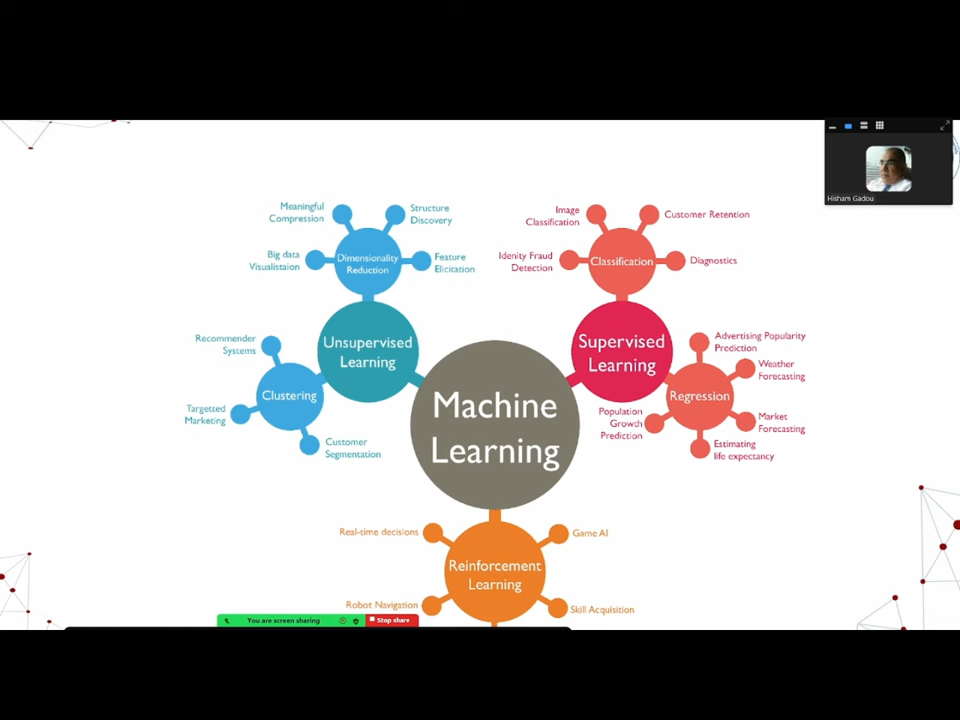 Hisham Gadou
Meaningful
Compression
Structure
Discovery
Big data
Visualistaion
Dimensionality
Reduction
Feature
Elicitation
Image
Classification
Customer Retention
Idenity Fraud
Detection
Classification
Diagnostics
Recommender
Systems
Unsupervised
Learning
Clustering
Targetted
Marketing
Customer
Segmentation
Machine
Learning
Supervised
Learning
Advertising Popularity
Prediction
Weather
Forecasting
Regression
Population
Growth
Prediction
Market
Forecasting
Estimating
life expectancy
Real-time decisions
Game AI
Reinforcement
Learning
Robot Navigation
Skill Acquisition
You are screen sharing
Stop share